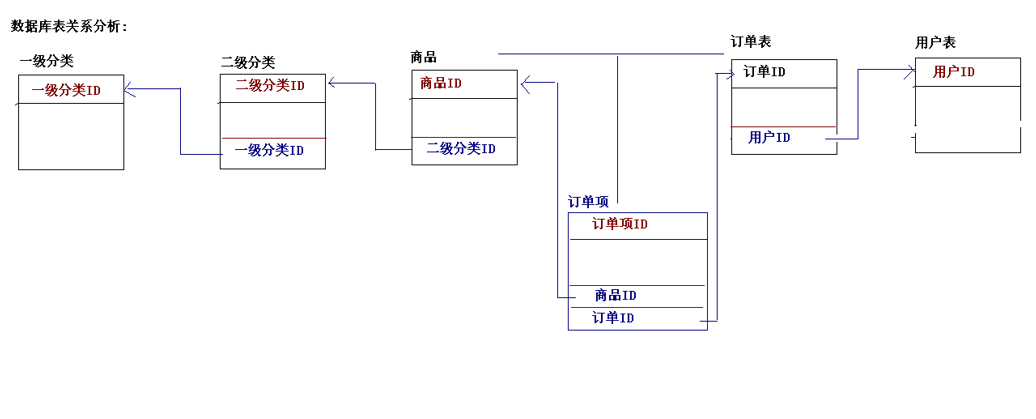 数据库表关系分析:
一级分类
一级分类ID
二级分类
二级分类ID
一级分类ID
商品
商品ID
二级分类ID
订单项
订单项ID
商品ID
订单ID
订单表
订单ID
用户ID
用户表
用户ID